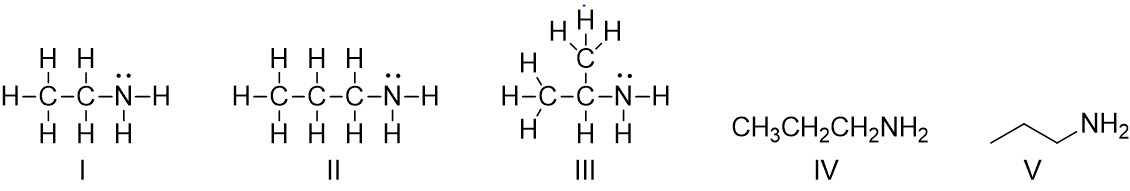 H H
H–C–C–N–H
H H H
I
H H H
H–C–C–C–N–H
H H H H
II
H
H H
H C
H–C–C–N–H
H H H
III
CH3CH2CH2NH2
IV
NH2
V